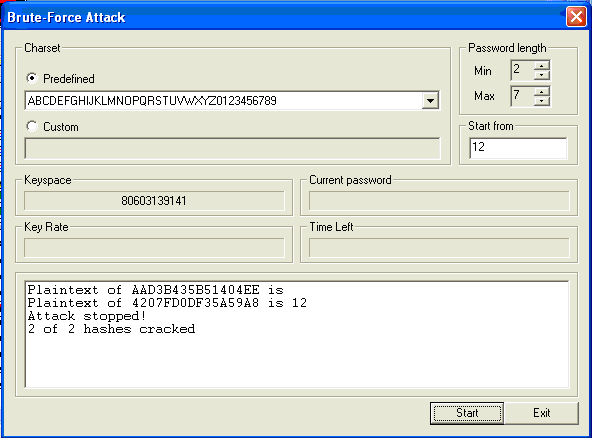 Brute-Force Attack
Charset
Predefined
ABCDEFGHIJKLMNOPQRSTUVWXYZ0123456789
Custom
Password length
Min 2
Max 7
Start from
12
Keyspace
80603139141
Current password
Key Rate
Time Left
Plaintext of AAD3B435B51404EE is
Plaintext of 4207FD0DF35A59A8 is 12
Attack stopped!
2 of 2 hashes cracked
Start Exit